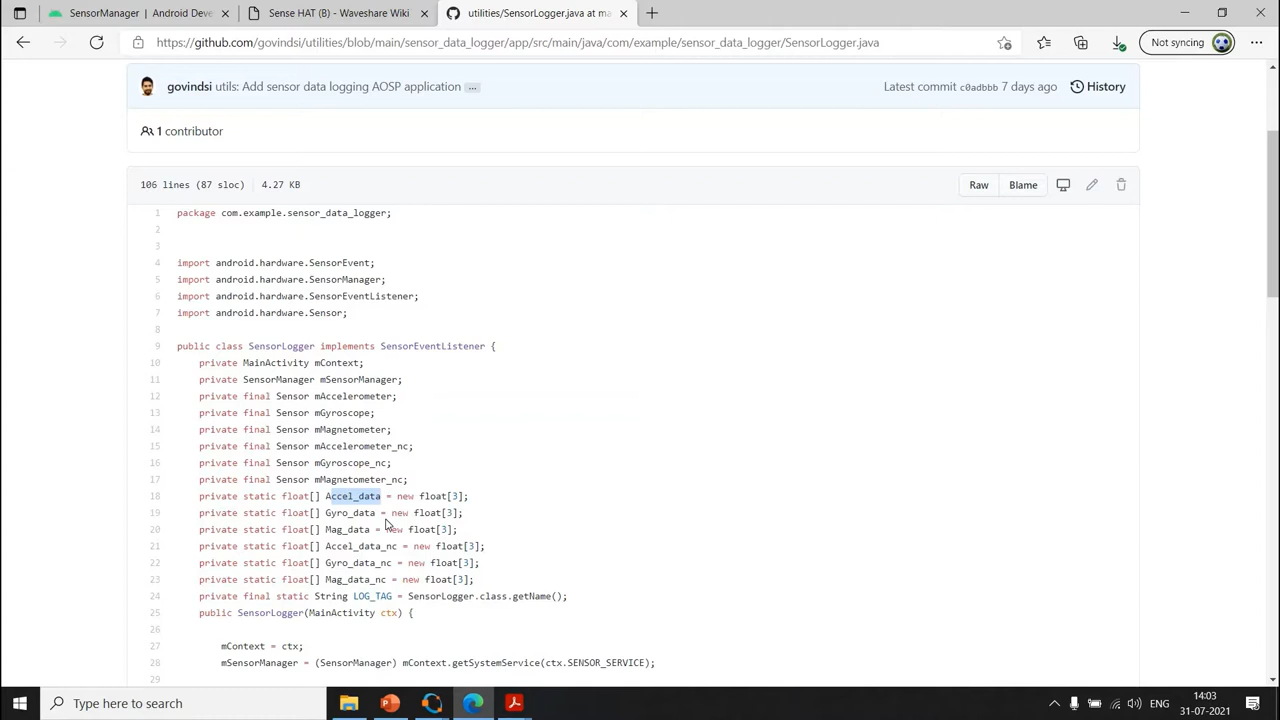 SensorManager | Android Deve
Sense HAT (B) - Waveshare Wiki
utilities/SensorLogger.java at ma
https://github.com/govindsi/utilities/blob/main/sensor_data_logger/app/src/main/java/com/example/sensor_data_logger/SensorLogger.java
Not syncing
govindsi utils: Add sensor data logging AOSP application ...
Latest commit c0adbbb 7 days ago History
1 contributor
106 lines (87 sloc) 4.27 KB
Raw Blame
1 package com.example.sensor_data_logger;
2
3
4 import android.hardware.SensorEvent;
5 import android.hardware.SensorManager;
6 import android.hardware.SensorEventListener;
7 import android.hardware.Sensor;
8
9 public class SensorLogger implements SensorEventListener {
10 private MainActivity mContext;
11 private SensorManager mSensorManager;
12 private final Sensor mAccelerometer;
13 private final Sensor mGyroscope;
14 private final Sensor mMagnetometer;
15 private final Sensor mAccelerometer_nc;
16 private final Sensor mGyroscope_nc;
17 private final Sensor mMagnetometer_nc;
18 private static float[] Accel_data = new float[3];
19 private static float[] Gyro_data = new float[3];
20 private static float[] Mag_data = new float[3];
21 private static float[] Accel_data_nc = new float[3];
22 private static float[] Gyro_data_nc = new float[3];
23 private static float[] Mag_data_nc = new float[3];
24 private final static String LOG_TAG = SensorLogger.class.getName();
25 public SensorLogger(MainActivity ctx) {
26
27 mContext = ctx;
28 mSensorManager = (SensorManager) mContext.getSystemService(ctx.SENSOR_SERVICE);
29
Type here to search
ENG
14:03
31-07-2021